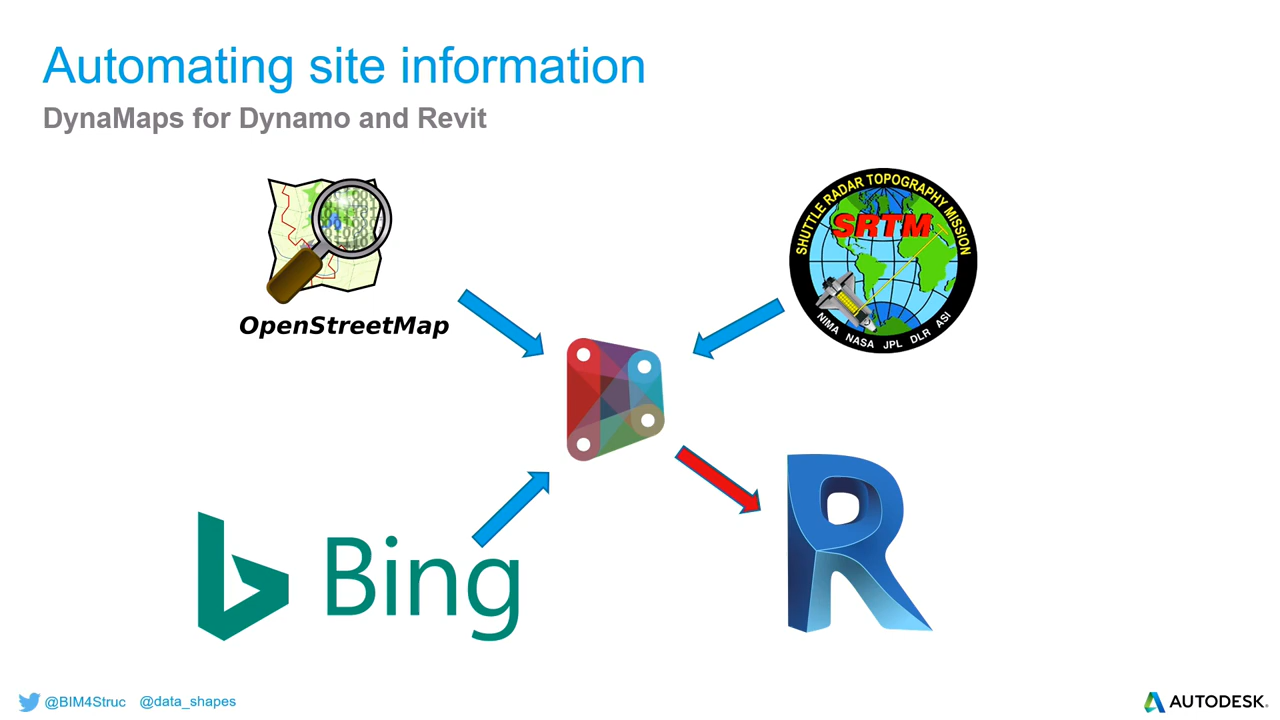 Automating site information
DynaMaps for Dynamo and Revit
OpenStreetMap
SHUTTLE RADAR TOPOGRAPHY MISSION
SRTM
NIMA NASA JPL DLR ASI
b Bing
R
@BIM4Struc @data_shapes
AUTODESK.